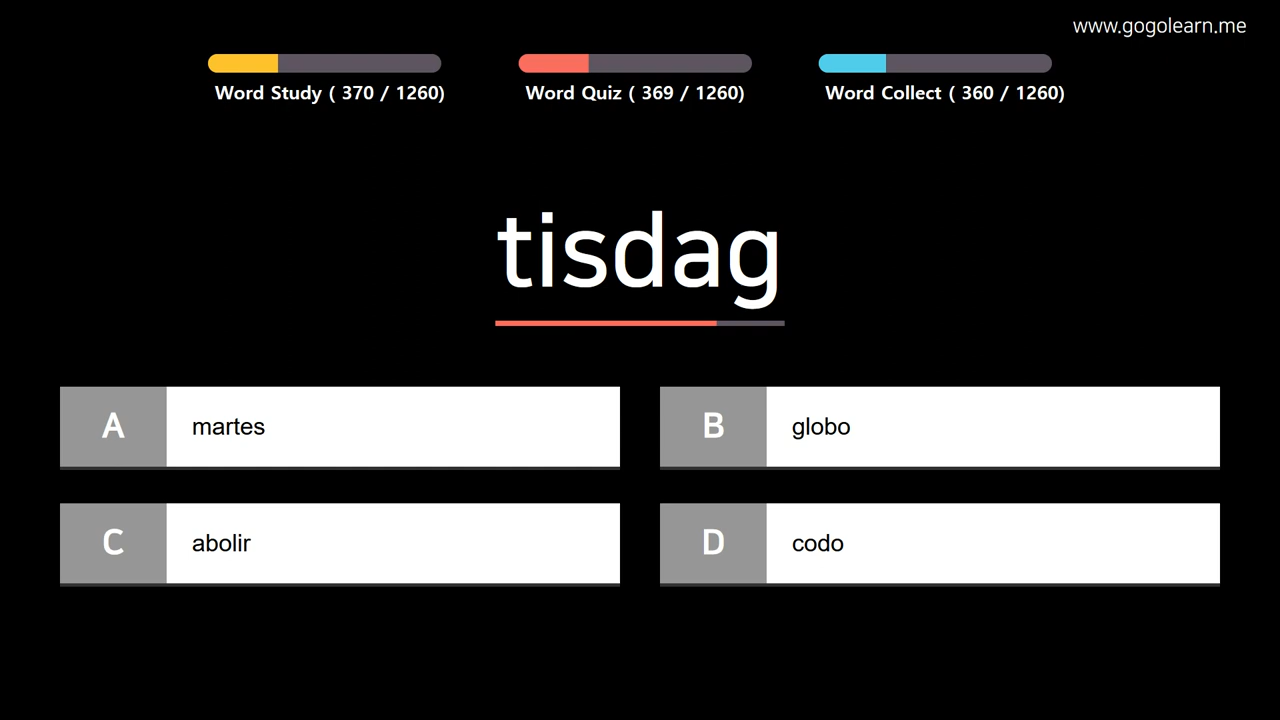 www.gogolearn.me
Word Study ( 370 / 1260)
Word Quiz ( 369 / 1260)
Word Collect ( 360 / 1260)
tisdag
A martes
B globo
C abolir
D codo